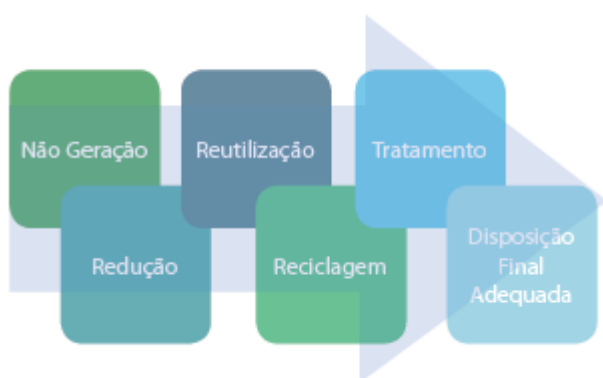 Não Geração
Redução
Reutilização
Reciclagem
Tratamento
Disposição
Final
Adequada